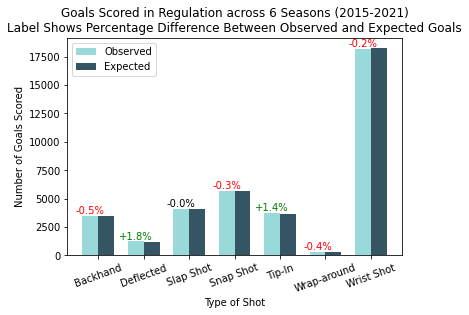 Goals Scored in Regulation across 6 Seasons (2015-2021)
Label Shows Percentage Difference Between Observed and Expected Goals
Observed
Expected
Number of Goals Scored
17500
15000
12500
10000
7500
5000
2500
0
-0.5%
+1.8%
-0.0%
-0.3%
+1.4%
-0.4%
-0.2%
Backhand
Deflected
Slap Shot
Snap Shot
Tip-In
Wrap-around
Wrist Shot
Type of Shot